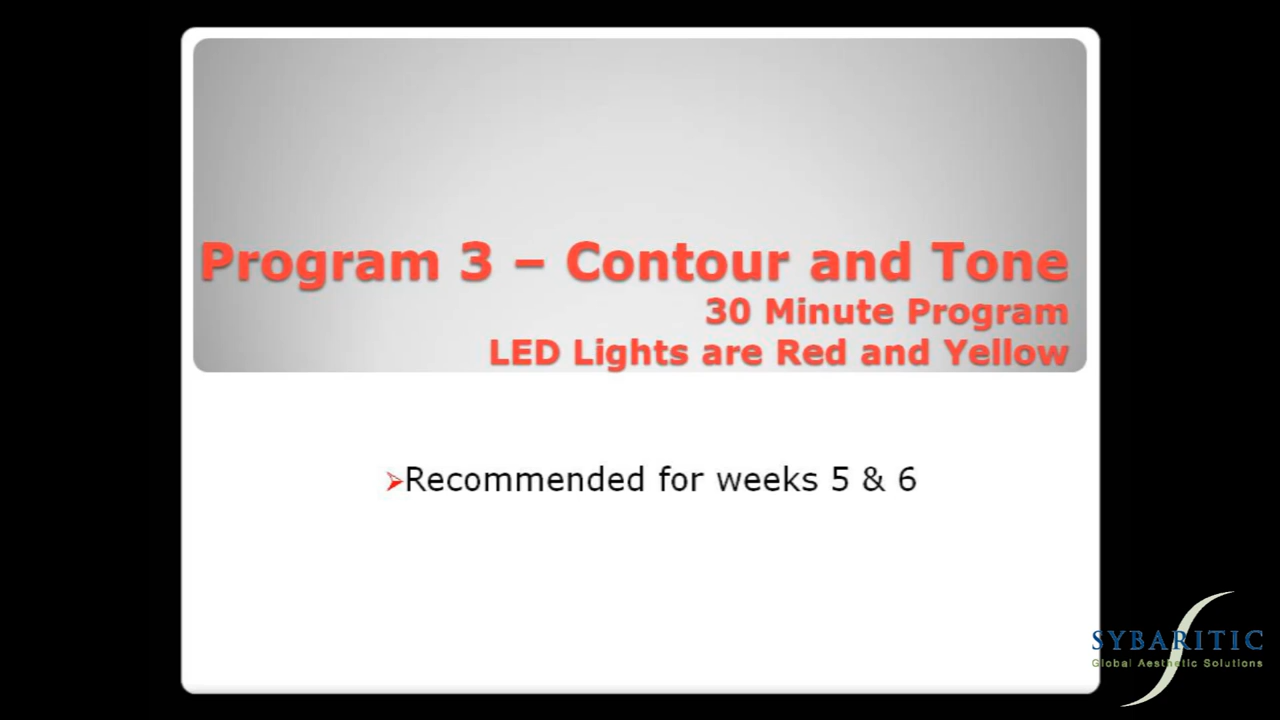 Program 3 – Contour and Tone
30 Minute Program
LED Lights are Red and Yellow
➢Recommended for weeks 5 & 6
SYBARITIC
Global Aesthetic Solutions